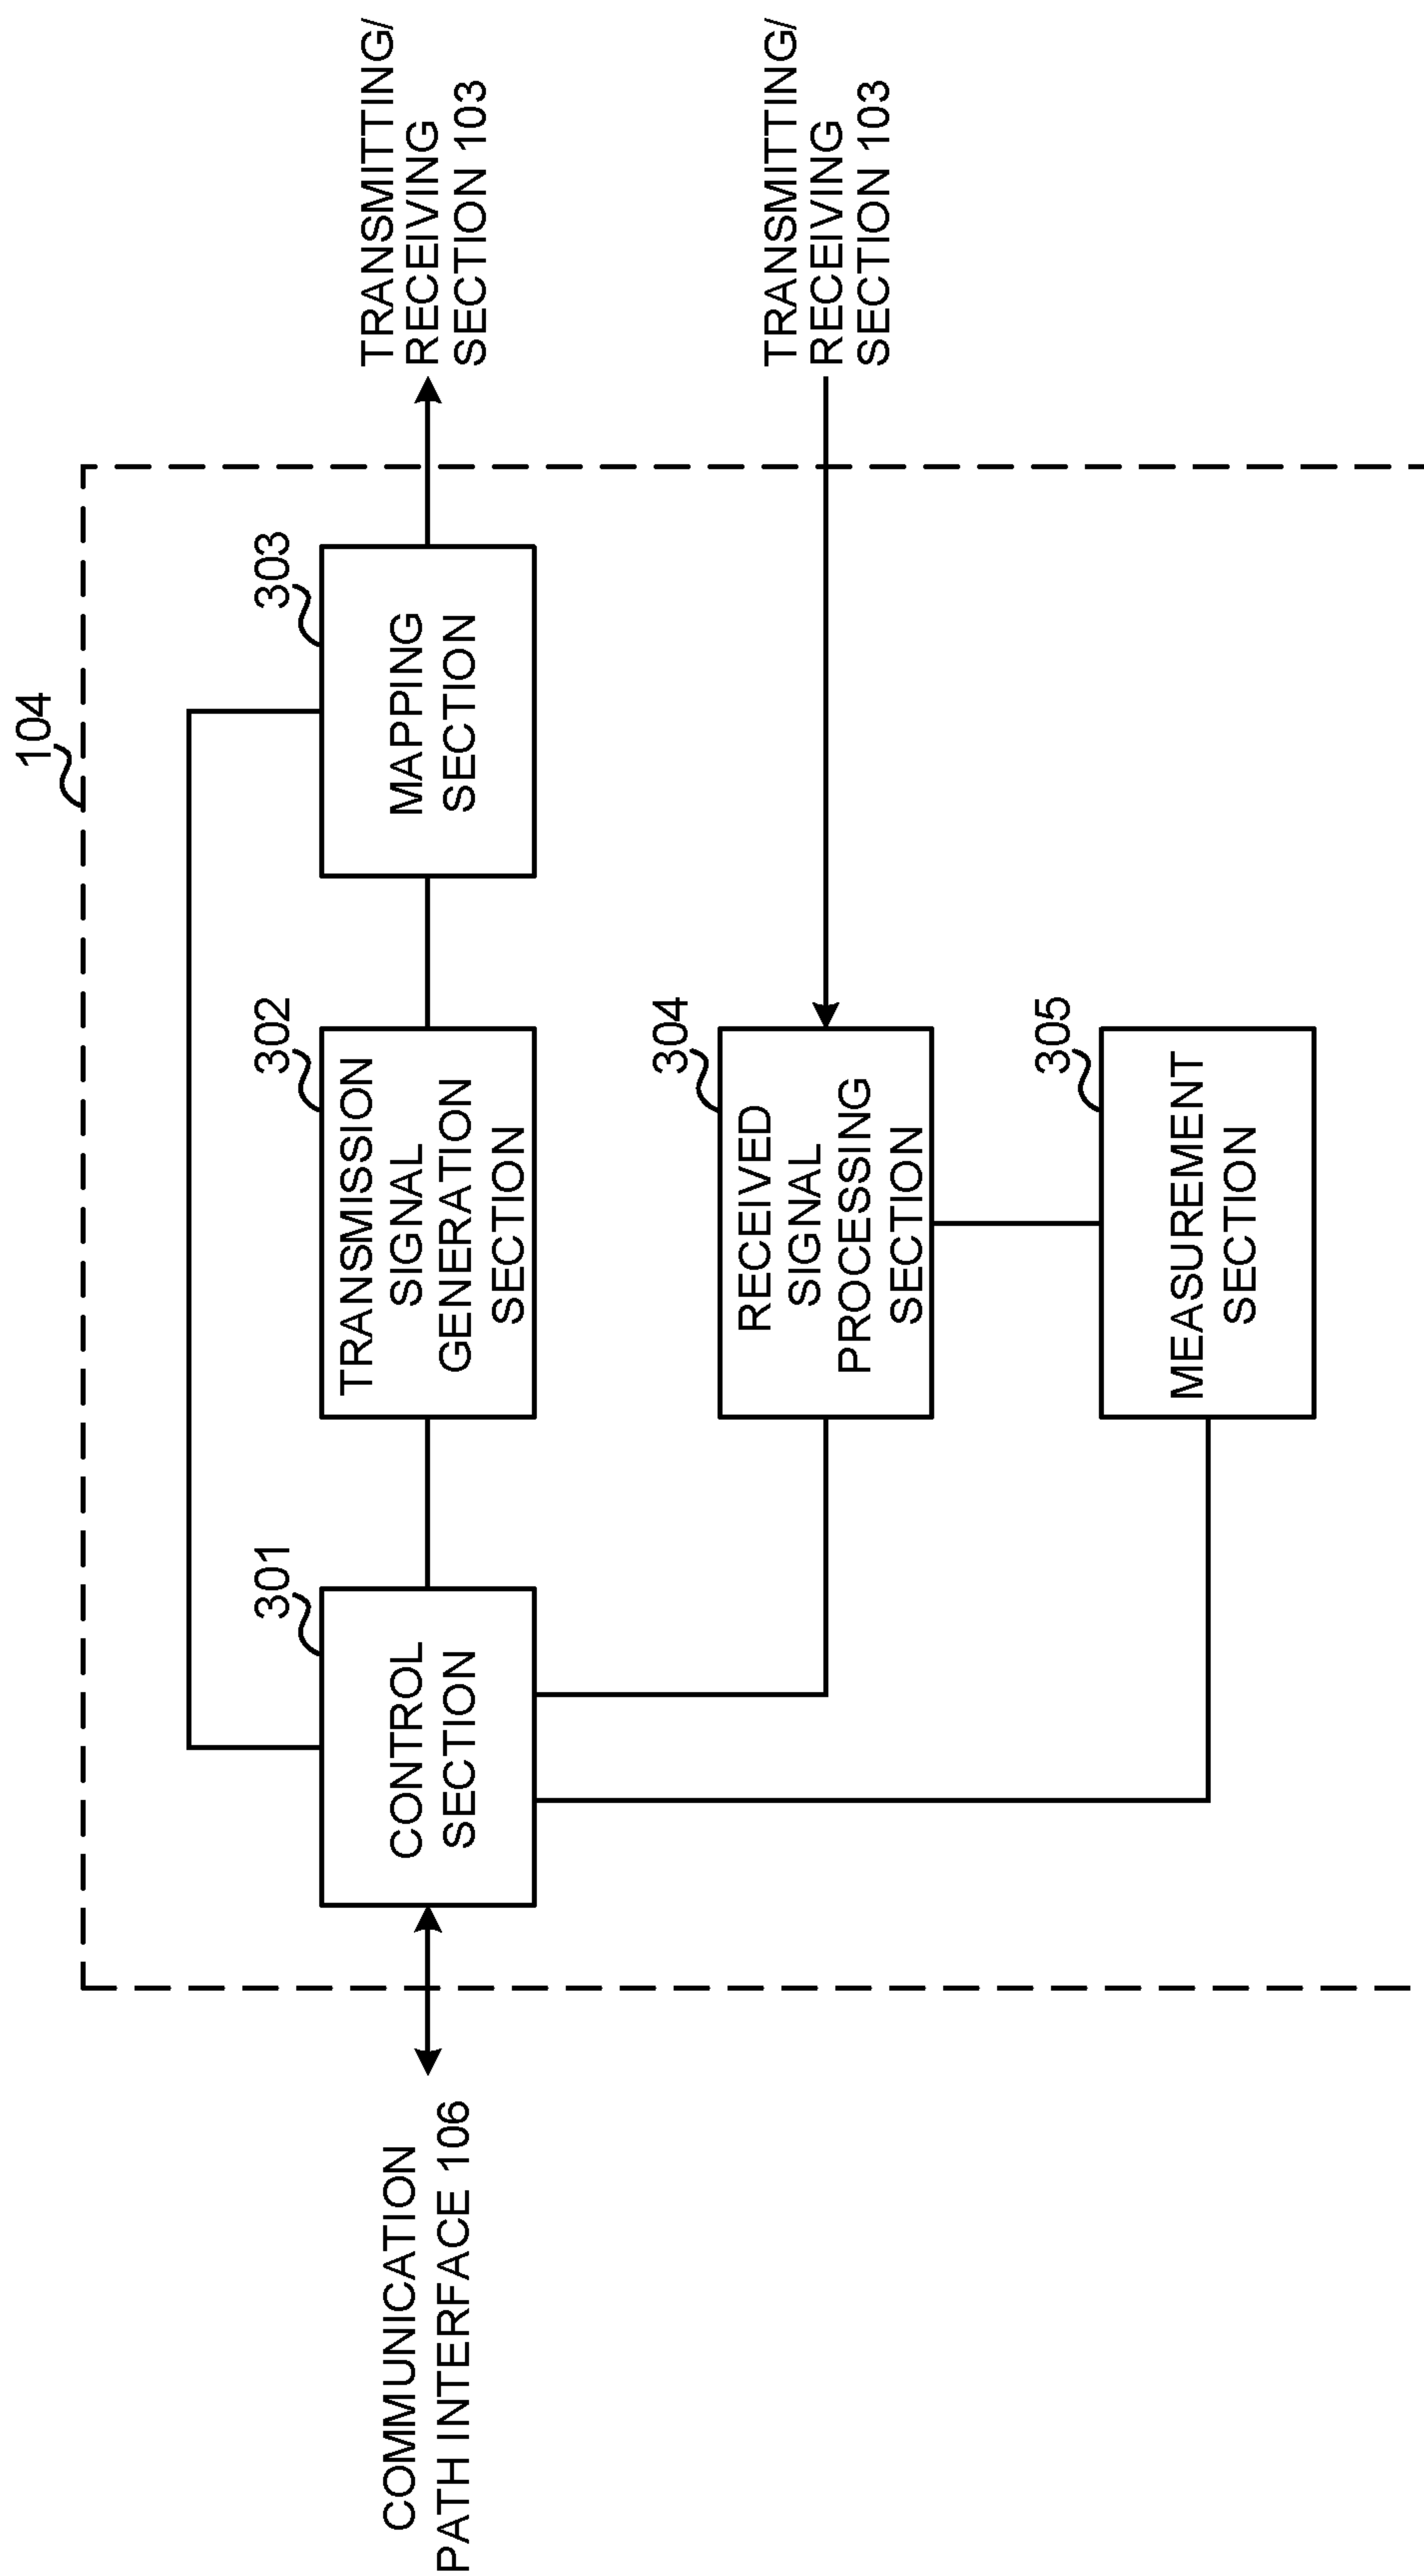 104
COMMUNICATION
PATH INTERFACE 106
301
CONTROL
SECTION
302
TRANSMISSION
SIGNAL
GENERATION
SECTION
303
MAPPING
SECTION
TRANSMITTING/
RECEIVING
SECTION 103
304
RECEIVED
SIGNAL
PROCESSING
SECTION
TRANSMITTING/
RECEIVING
SECTION 103
305
MEASUREMENT
SECTION